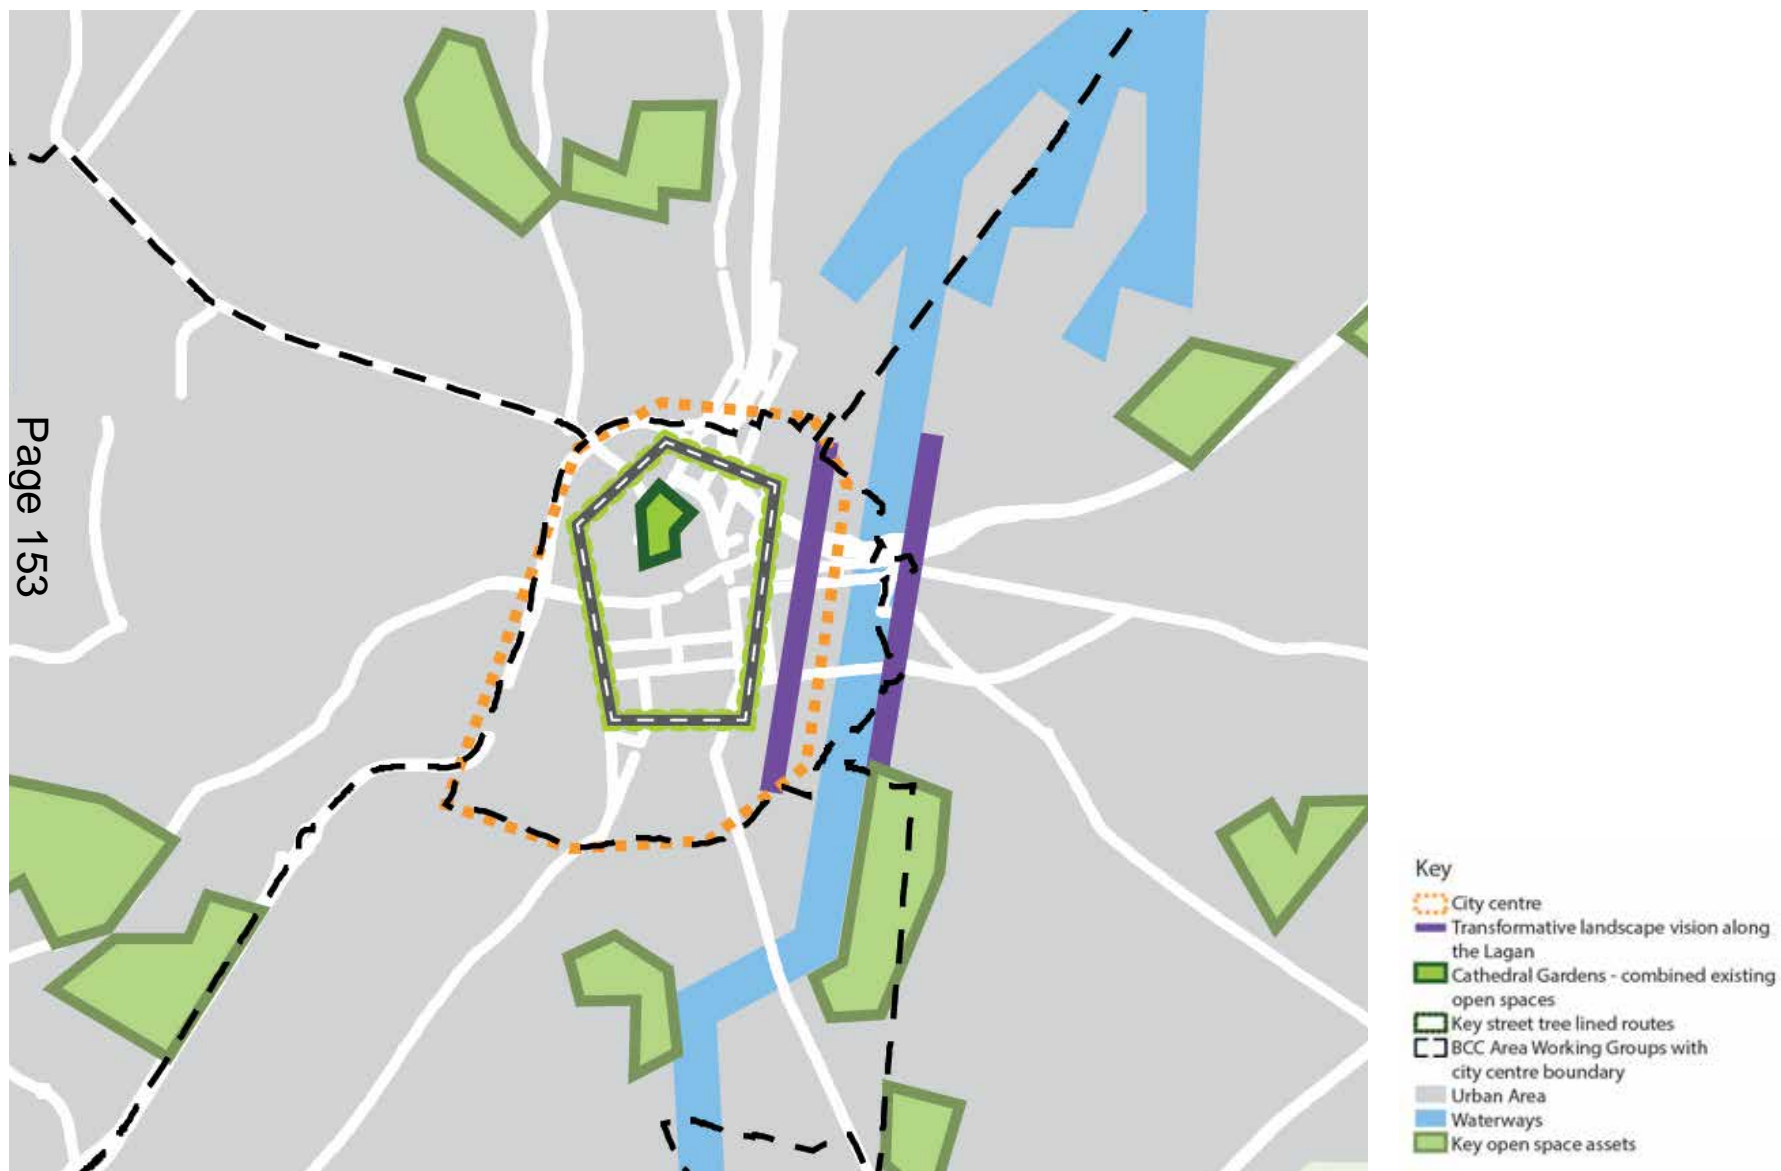 Page 153
Key
City centre
Transformative landscape vision along
the Lagan
Cathedral Gardens - combined existing
open spaces
Key street tree lined routes
BCC Area Working Groups with
city centre boundary
Urban Area
Waterways
Key open space assets